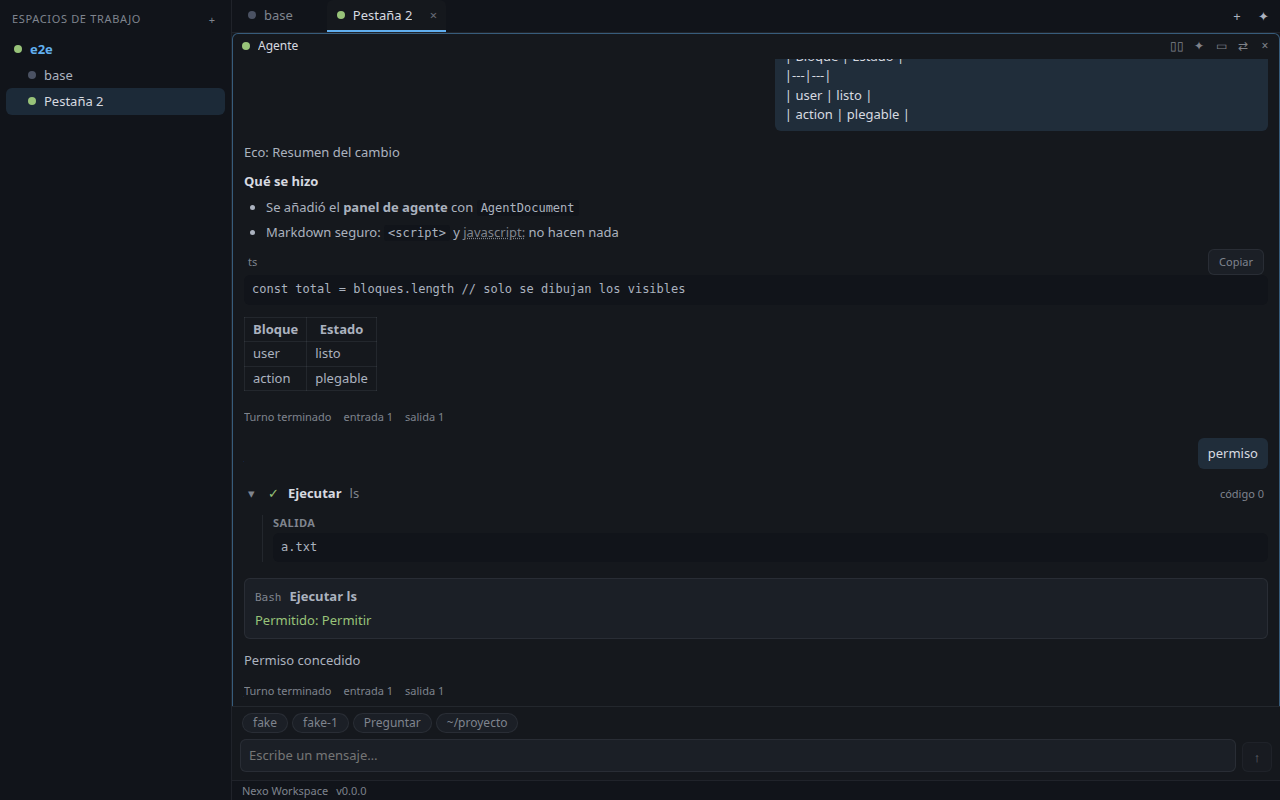 ESPACIOS DE TRABAJO +
base
Pestaña 2 ×
+
e2e
base
Pestaña 2
Agente
×
| Bloque | Estado |
|---|---|
| user | listo |
| action | plegable |
Eco: Resumen del cambio
Qué se hizo
Se añadió el panel de agente con AgentDocument
Markdown seguro: <script> y javascript: no hacen nada
ts
Copiar
const total = bloques.length // solo se dibujan los visibles
Bloque Estado
user listo
action plegable
Turno terminado entrada 1 salida 1
permiso
▾ ✓ Ejecutar ls código 0
SALIDA
a.txt
Bash Ejecutar ls
Permitido: Permitir
Permiso concedido
Turno terminado entrada 1 salida 1
fake fake-1 Preguntar ~/proyecto
Escribe un mensaje...
↑
Nexo Workspace v0.0.0